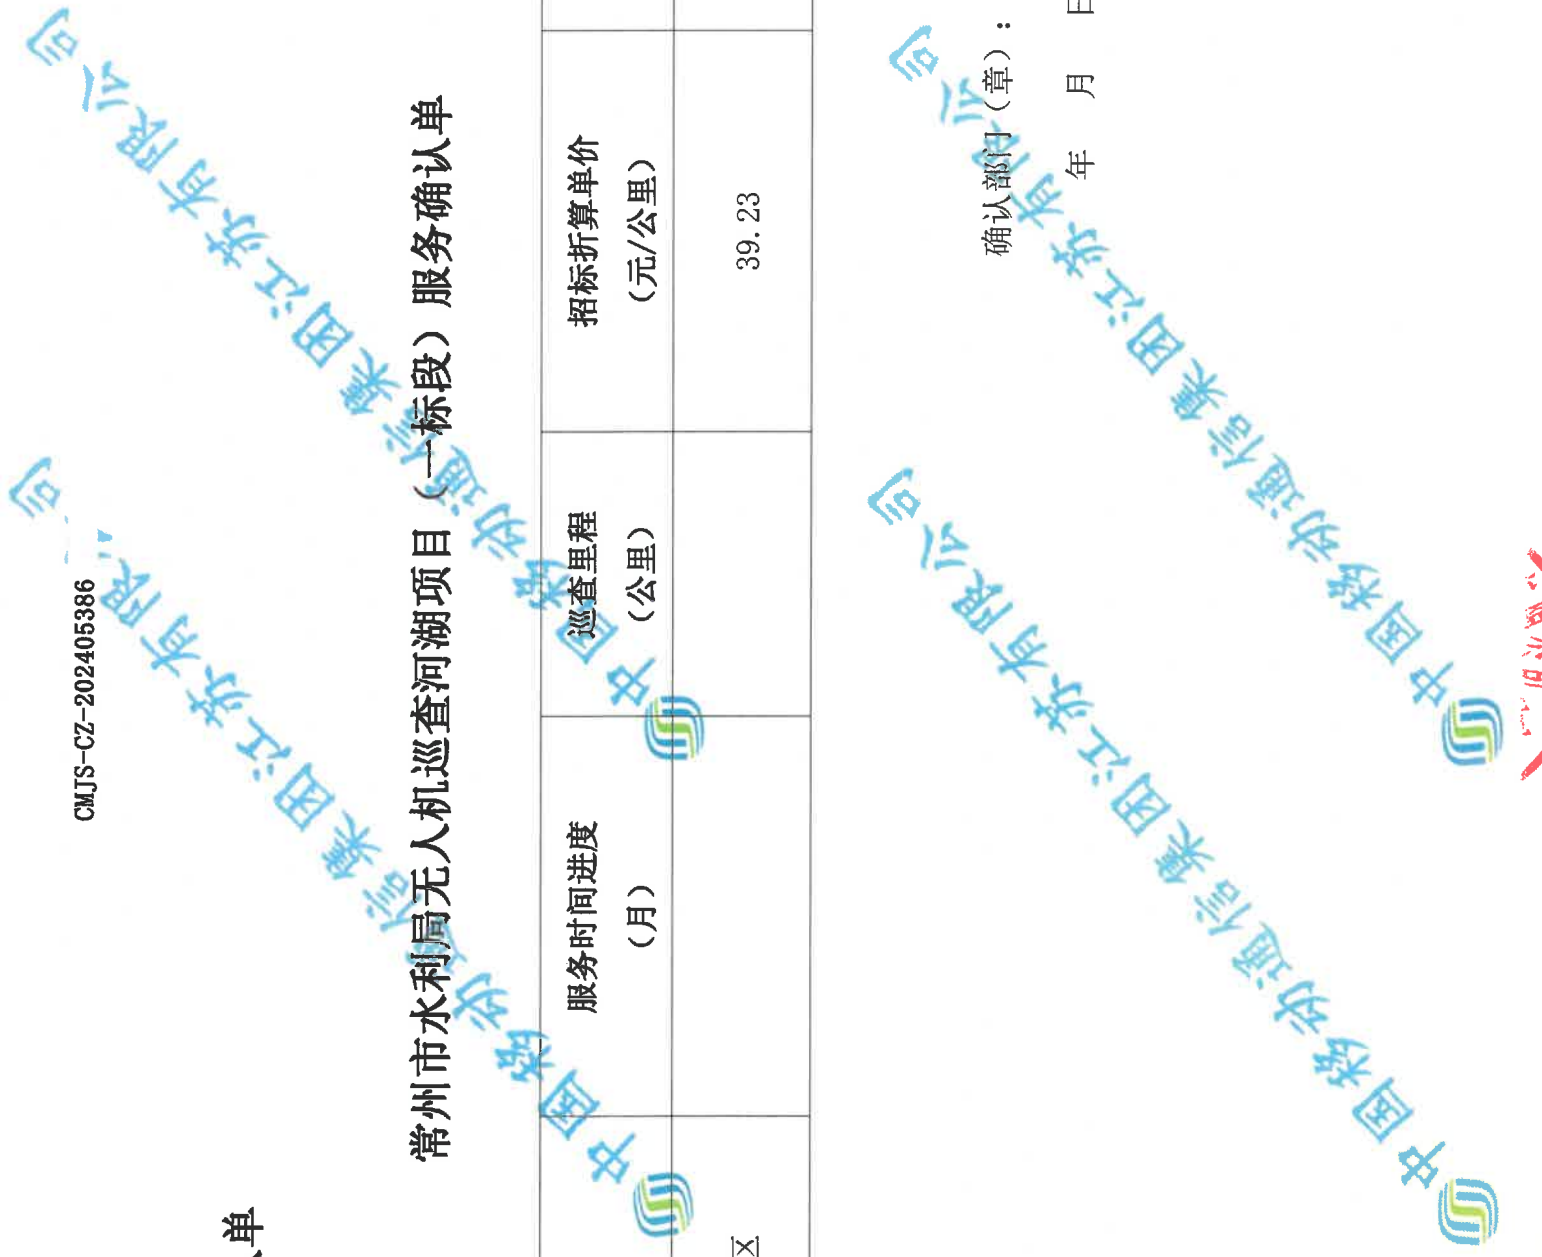 CMJS-CZ-202405386
单
常州市水利局无人机巡查河湖项目（一标段）服务确认单
服务时间进度
（月）
巡查里程
（公里）
招标折算单价
（元/公里）
区
39.23
确认部门（章）：
年 月 日
中国移动通信集团江苏有限公司
中国移动通信集团江苏有限公司
中国移动通信集团江苏有限公司
中国移动通信集团江苏有限公司